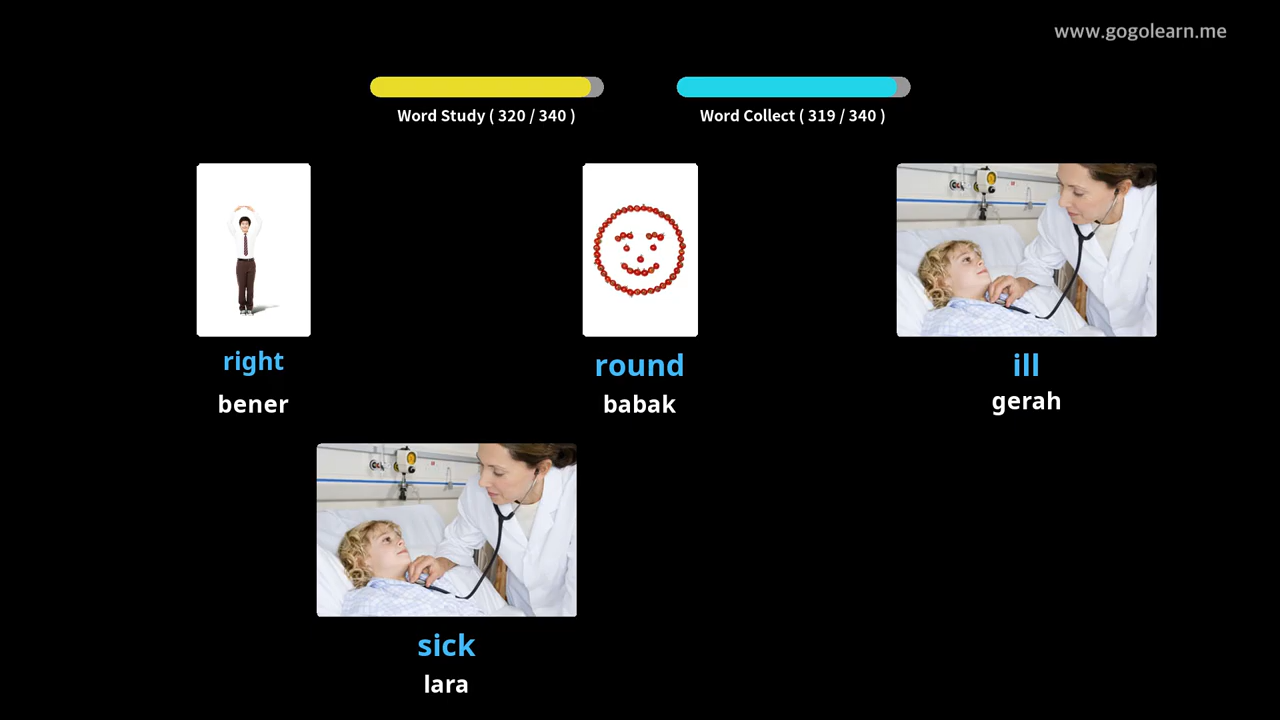 www.gogolearn.me
Word Study ( 320 / 340 )
Word Collect ( 319 / 340 )
right
bener
round
babak
ill
gerah
sick
lara